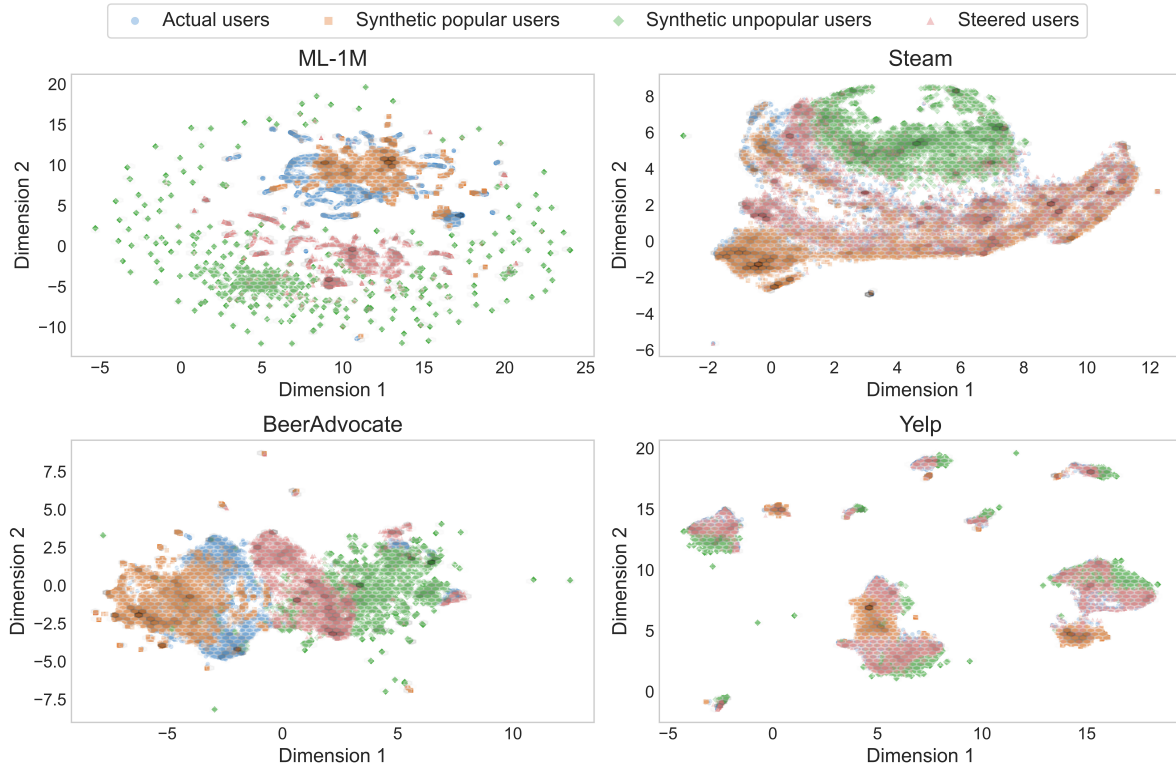 Actual users Synthetic popular users Synthetic unpopular users Steered users
ML-1M
20
15
10
5
0
−5
−10
Dimension 2
−5 0 5 10 15 20 25
Dimension 1
Steam
8
6
4
2
0
−2
−4
−6
Dimension 2
−2 0 2 4 6 8 10 12
Dimension 1
BeerAdvocate
7.5
5.0
2.5
0.0
−2.5
−5.0
−7.5
Dimension 2
−5 0 5 10
Dimension 1
Yelp
20
15
10
5
0
Dimension 2
−5 0 5 10 15
Dimension 1